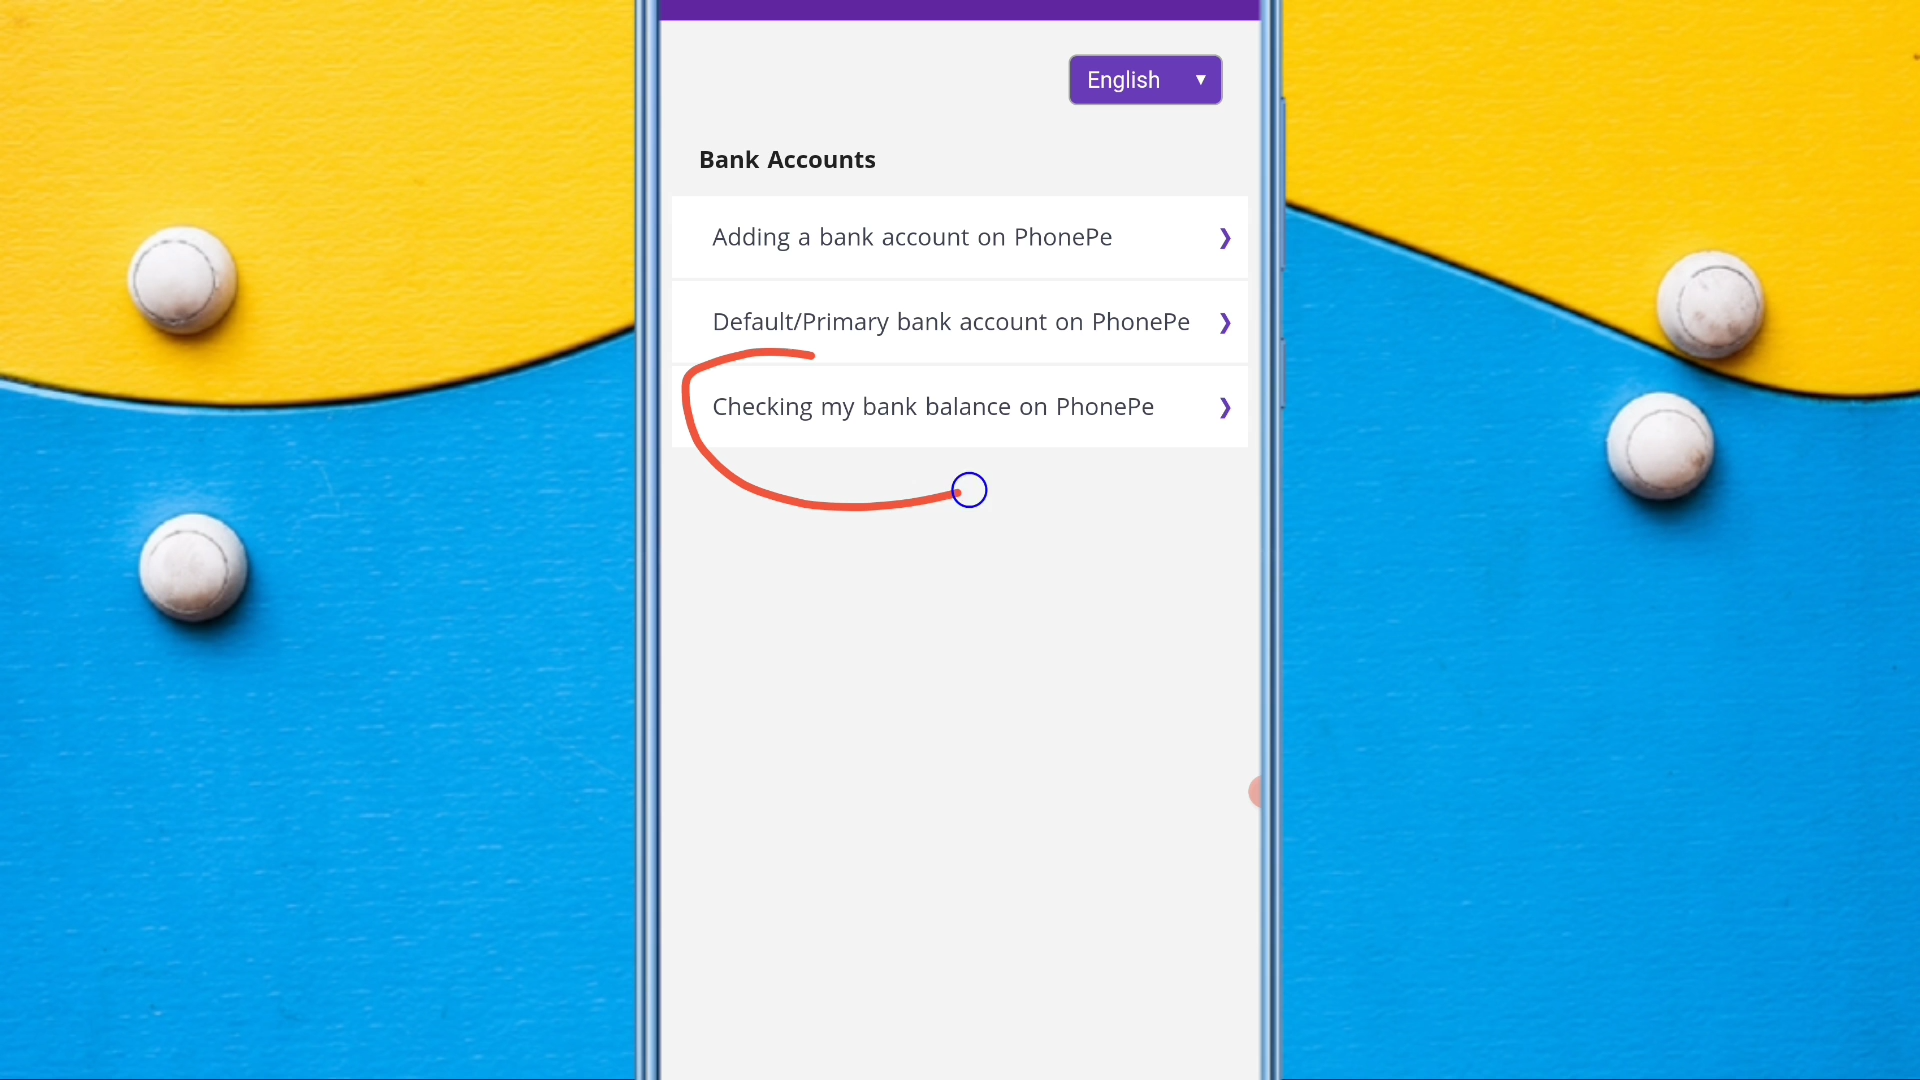 English
Bank Accounts
Adding a bank account on PhonePe
Default/Primary bank account on PhonePe
Checking my bank balance on PhonePe